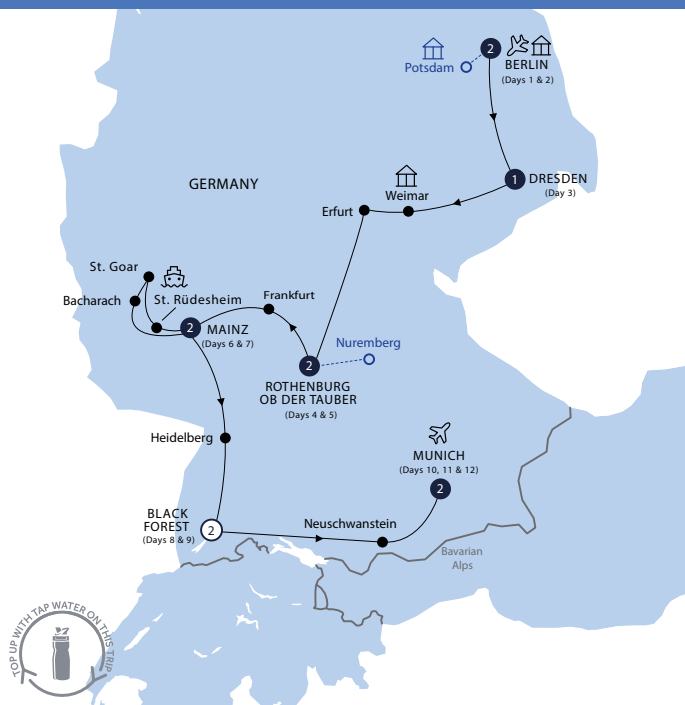 2
BERLIN
(Days 1 & 2)
Potsdam
1
DRESDEN
(Day 3)
GERMANY
Weimar
Erfurt
St. Goar
Bacharach
St. Rüdesheim
Frankfurt
2
MAINZ
(Days 6 & 7)
Nuremberg
2
ROTHENBURG
OB DER TAUBER
(Days 4 & 5)
Heidelberg
MUNICH
(Days 10, 11 & 12)
2
BLACK
FOREST
(Days 8 & 9)
2
Neuschwanstein
Bavarian
Alps
TOP UP WITH TAP WATER ON THIS TRIP